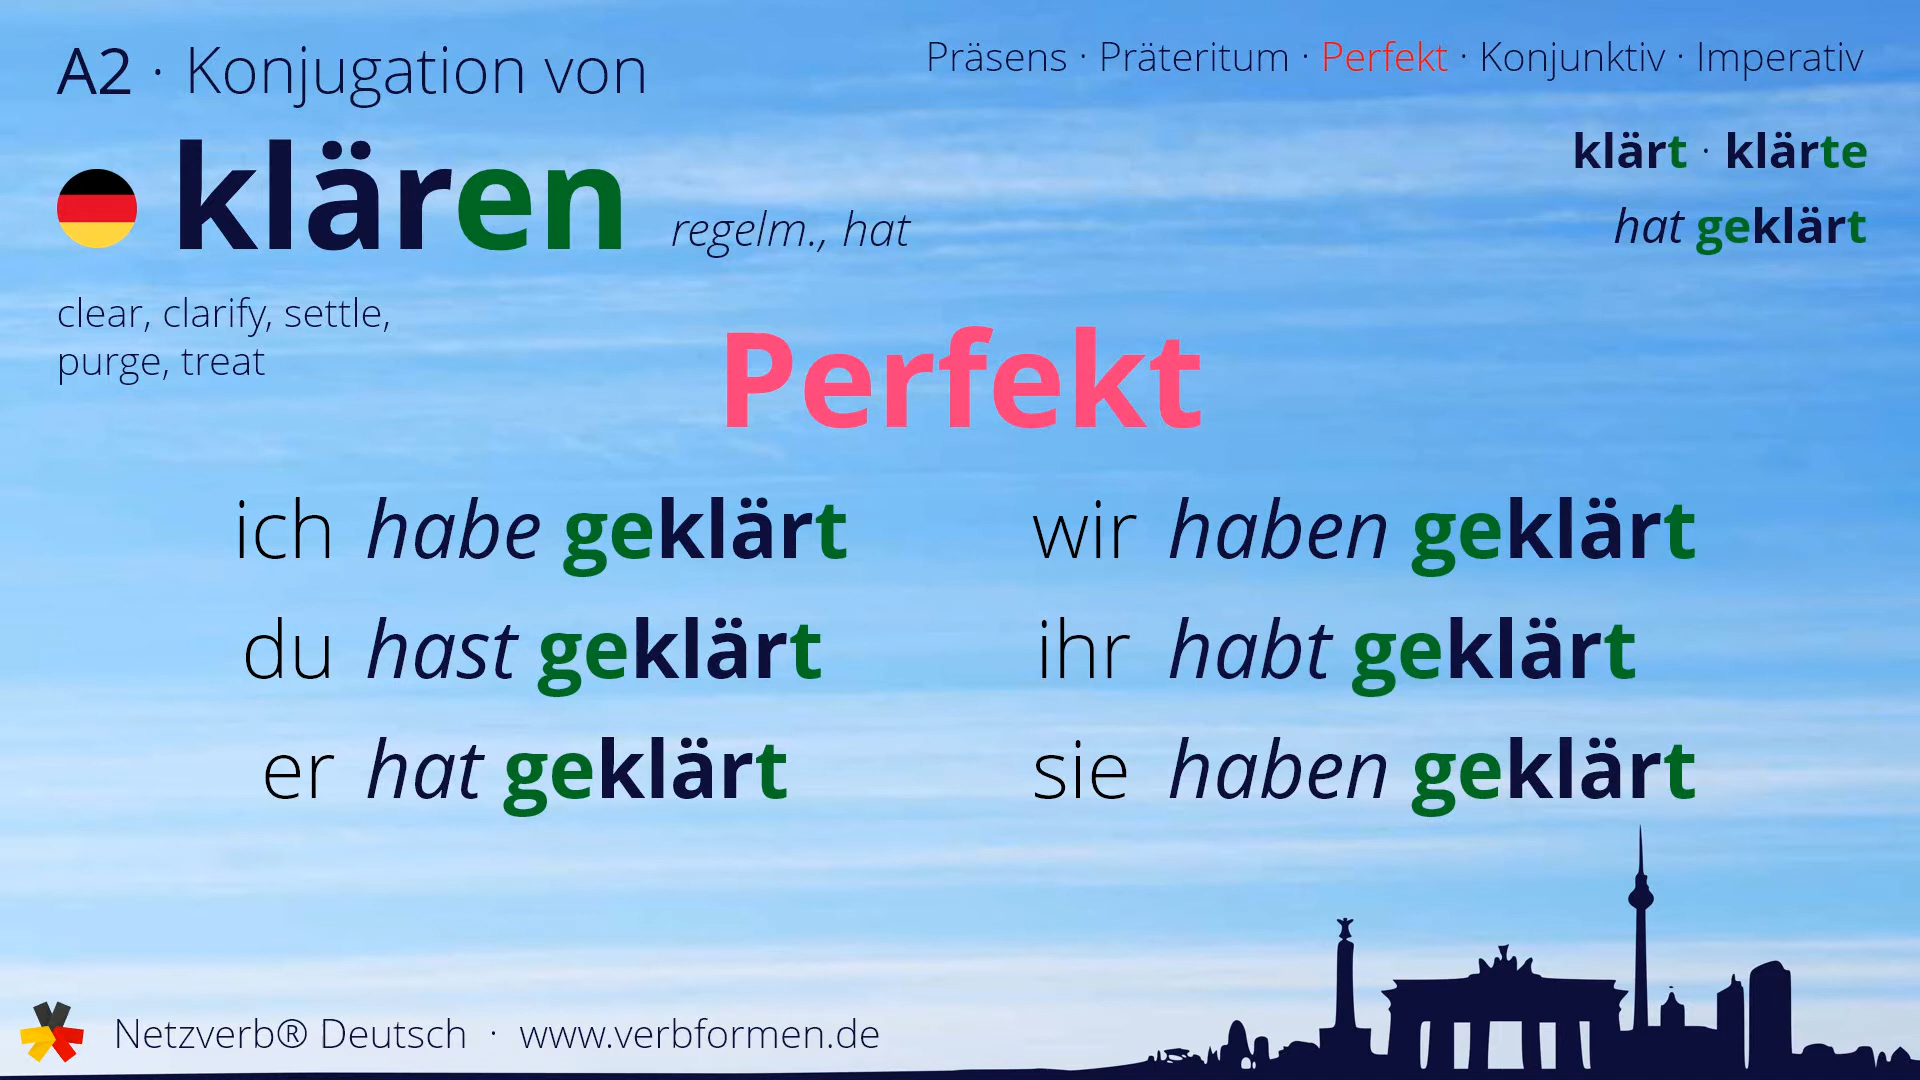 A2 · Konjugation von
klären regelm., hat
clear, clarify, settle,
purge, treat
Präsens · Präteritum · Perfekt · Konjunktiv · Imperativ
klärt · klärte
hat geklärt
Perfekt
ich habe geklärt
du hast geklärt
er hat geklärt
wir haben geklärt
ihr habt geklärt
sie haben geklärt
Netzverb® Deutsch · www.verbformen.de